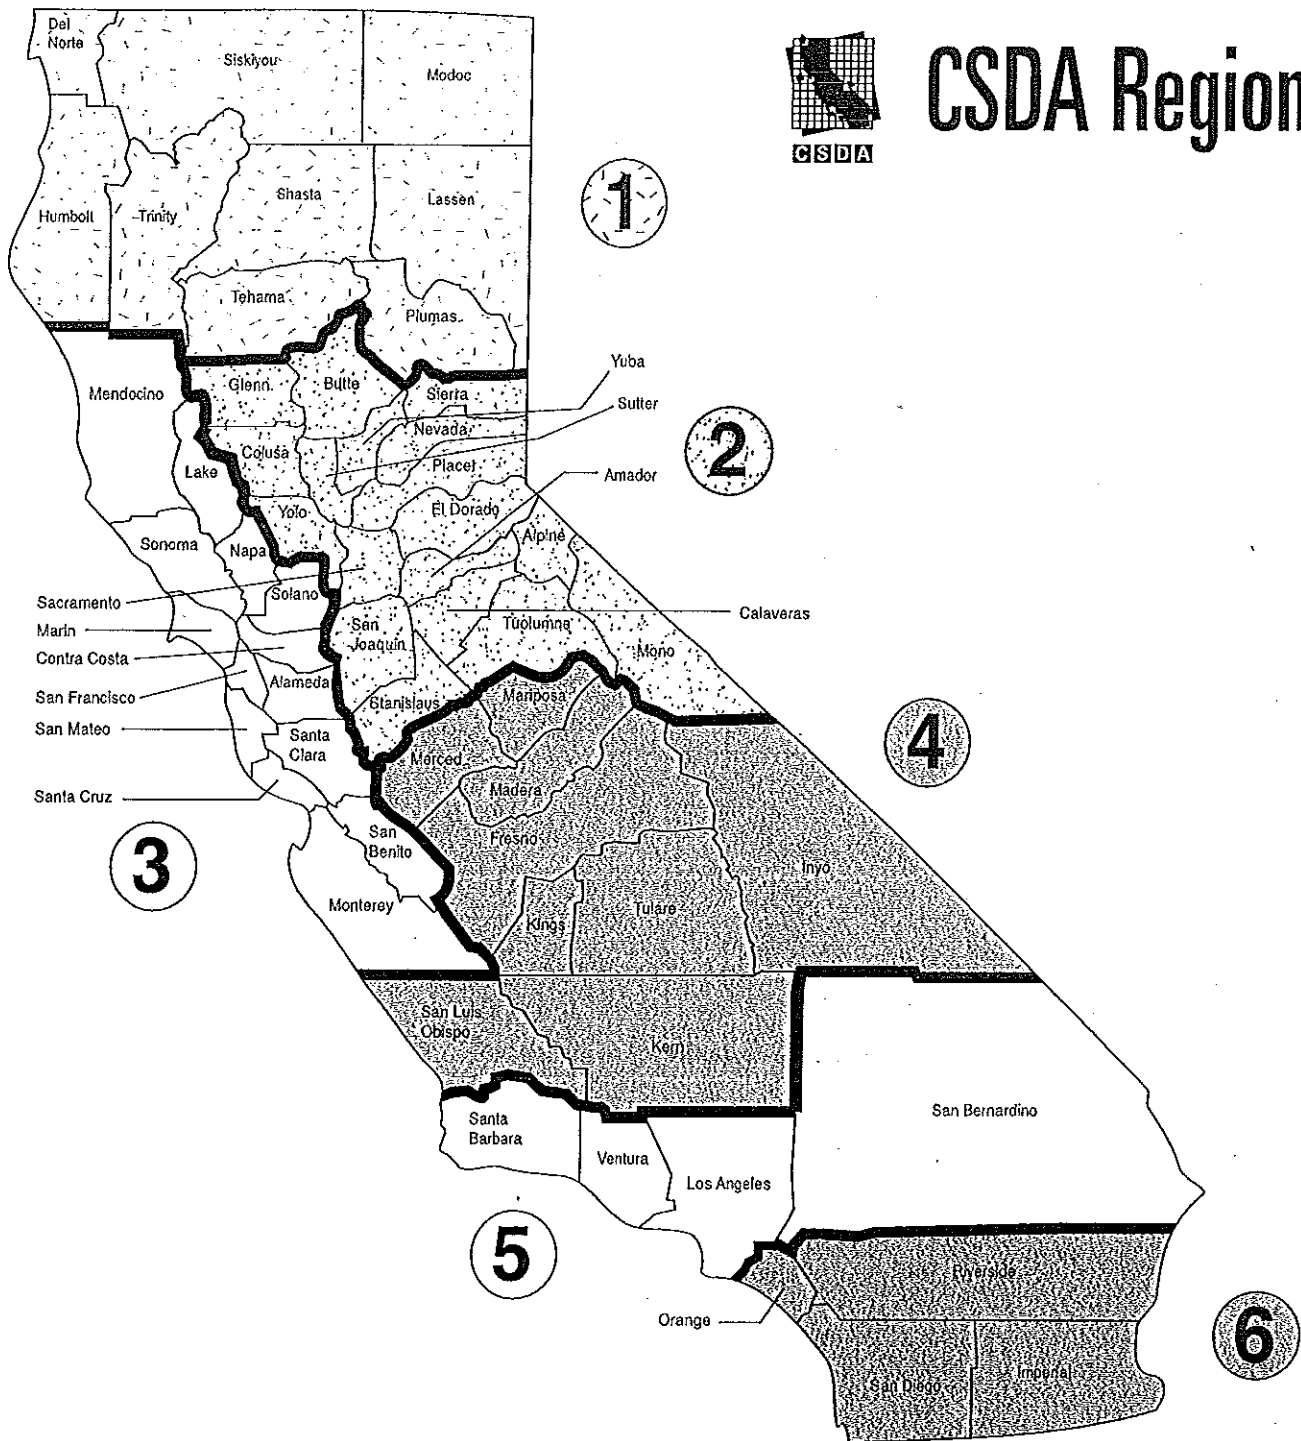 CSDA Region
CSDA
Del
Norte
Siskiyou
Modoc
Humbolt
Trinity
Shasta
Lassen
1
Tehama
Plumas
Mendocino
Glenn
Butte
Sierra
Yuba
Sutter
Nevada
Lake
Colusa
Placer
2
Amador
Yolo
El Dorado
Sonoma
Napa
Alpine
Solano
Sacramento
San
Joaquin
Calaveras
Marin
Tuolumne
Contra Costa
Mono
San Francisco
Alameda
Stanislaus
Mariposa
San Mateo
Santa
Clara
Merced
4
Santa Cruz
Madera
3
San
Benito
Fresno
Inyo
Monterey
Kings
Tulare
San Luis
Obispo
Kern
Santa
Barbara
San Bernardino
Ventura
Los Angeles
5
Riverside
Orange
6
San Diego
Imperial